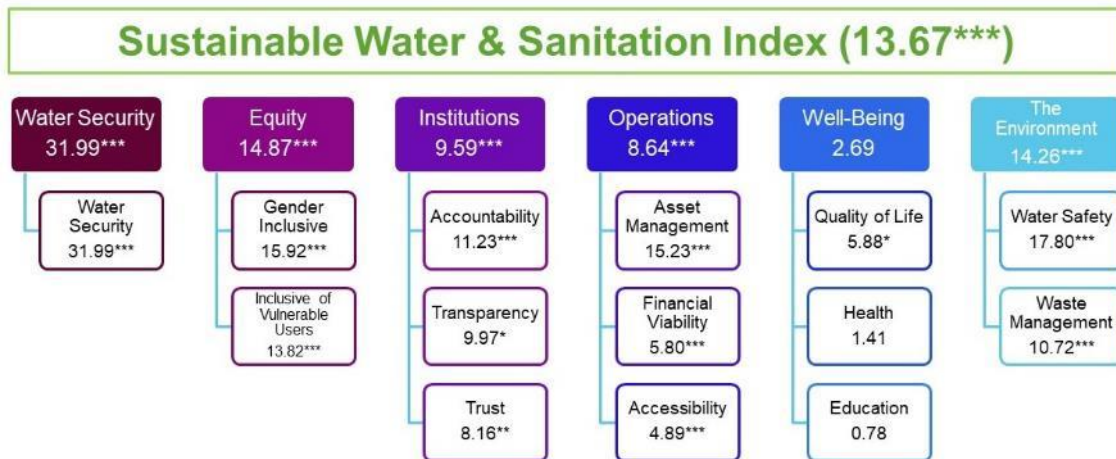 Sustainable Water & Sanitation Index (13.67***)
Water Security
31.99***
Water
Security
31.99***
Equity
14.87***
Gender
Inclusive
15.92***
Inclusive of
Vulnerable
Users
13.82***
Institutions
9.59***
Accountability
11.23***
Transparency
9.97*
Trust
8.16**
Operations
8.64***
Asset
Management
15.23***
Financial
Viability
5.80***
Accessibility
4.89***
Well-Being
2.69
Quality of Life
5.88*
Health
1.41
Education
0.78
The
Environment
14.26***
Water Safety
17.80***
Waste
Management
10.72***